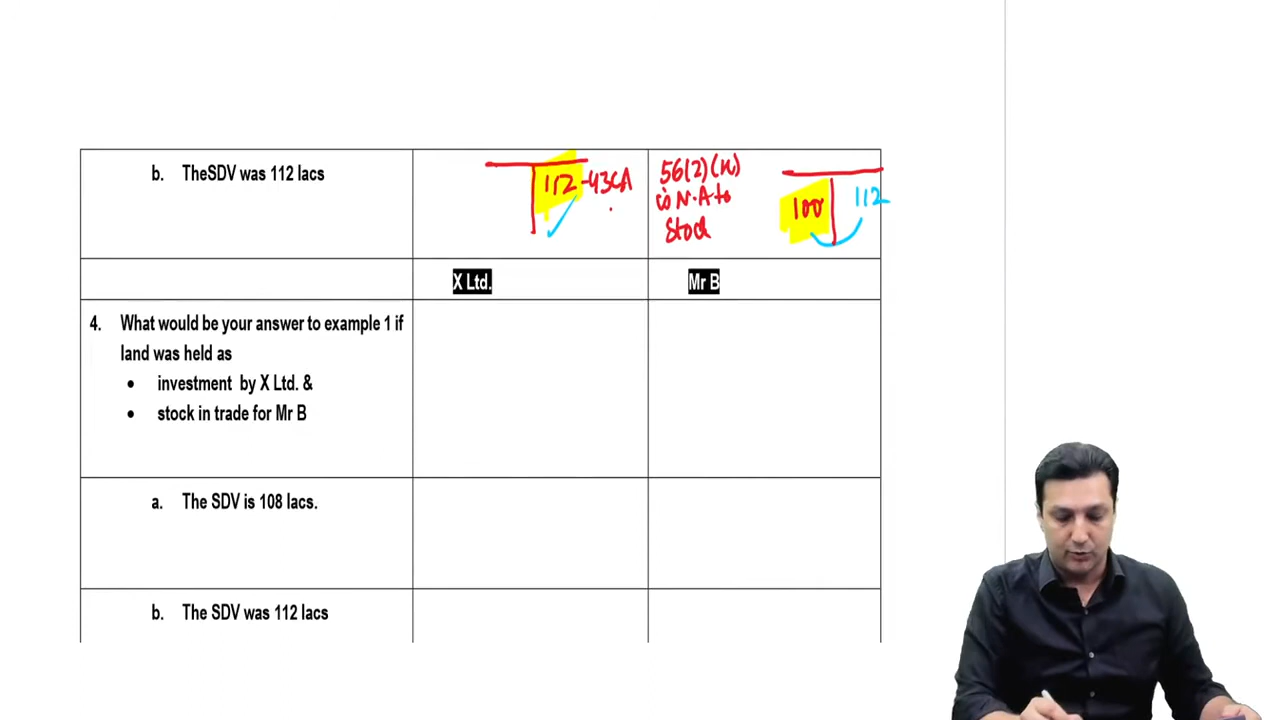 b. TheSDV was 112 lacs
112 - 43CA
56(2)(x)
is N.A to
Stock
100 112
X Ltd.
Mr B
4. What would be your answer to example 1 if
land was held as
• investment by X Ltd. &
• stock in trade for Mr B
a. The SDV is 108 lacs.
b. The SDV was 112 lacs